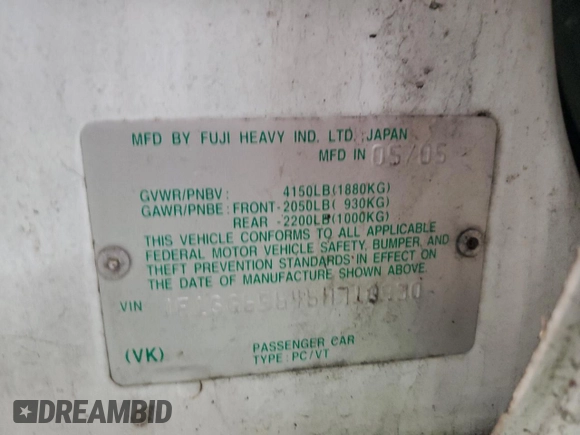 MFD BY FUJI HEAVY IND. LTD. JAPAN
MFD IN 05/05
GVWR/PNBV: 4150LB(1880KG)
GAWR/PNBE: FRONT-2050LB( 930KG)
REAR -2200LB(1000KG)
THIS VEHICLE CONFORMS TO ALL APPLICABLE
FEDERAL MOTOR VEHICLE SAFETY, BUMPER, AND
THEFT PREVENTION STANDARDS IN EFFECT ON
THE DATE OF MANUFACTURE SHOWN ABOVE.
VIN
(VK) PASSENGER CAR
TYPE: PC/VT
DREAMBID